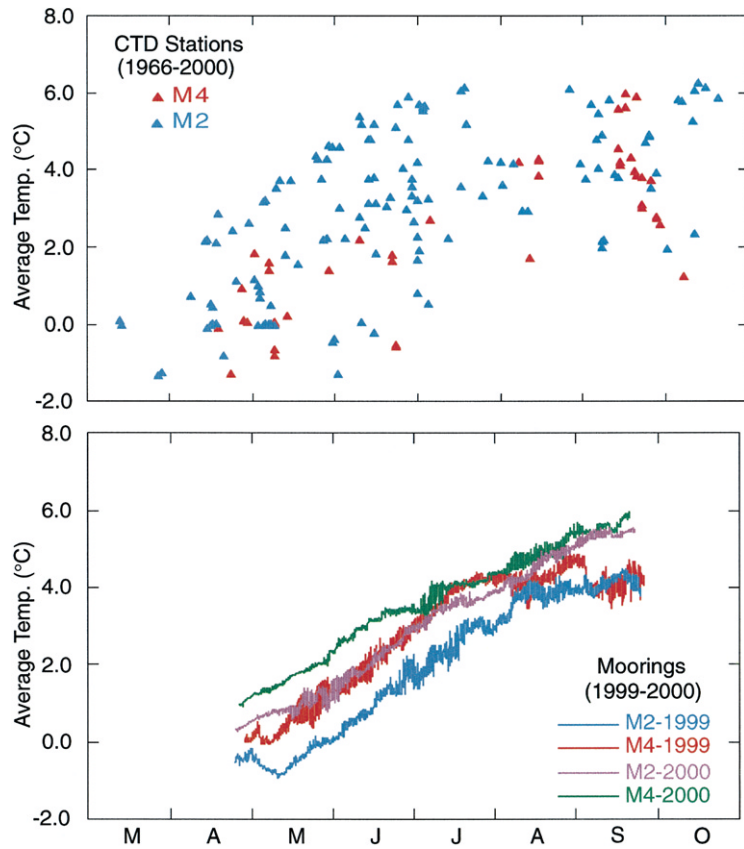 8.0
CTD Stations
(1966-2000)
M4
M2
6.0
4.0
2.0
0.0
-2.0
Average Temp. (°C)
8.0
6.0
4.0
2.0
0.0
-2.0
Average Temp. (°C)
Moorings
(1999-2000)
M2-1999
M4-1999
M2-2000
M4-2000
M A M J J A S O